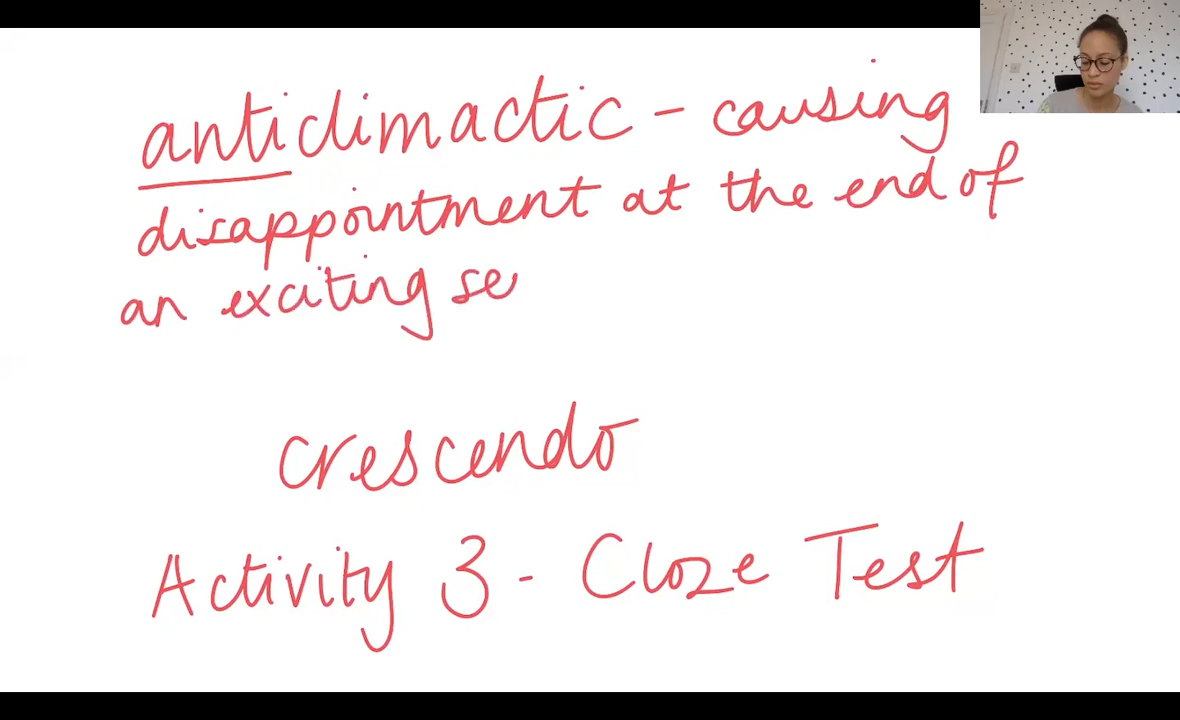 anticlimactic - causing
disappointment at the end of
an exciting se
crescendo
Activity 3 - Cloze Test